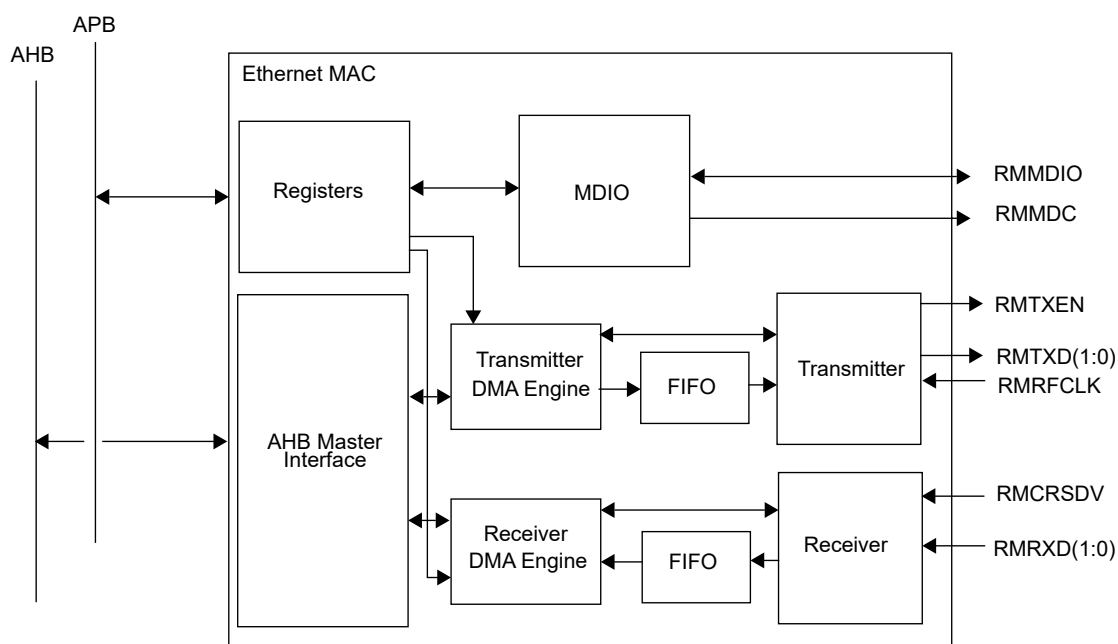 APB
AHB
Ethernet MAC
Registers
MDIO
RMMDIO
RMMDC
AHB Master
Interface
Transmitter
DMA Engine
FIFO
Transmitter
RMTXEN
RMTXD(1:0)
RMRFCLK
Receiver
DMA Engine
FIFO
Receiver
RMCRSDV
RMRXD(1:0)